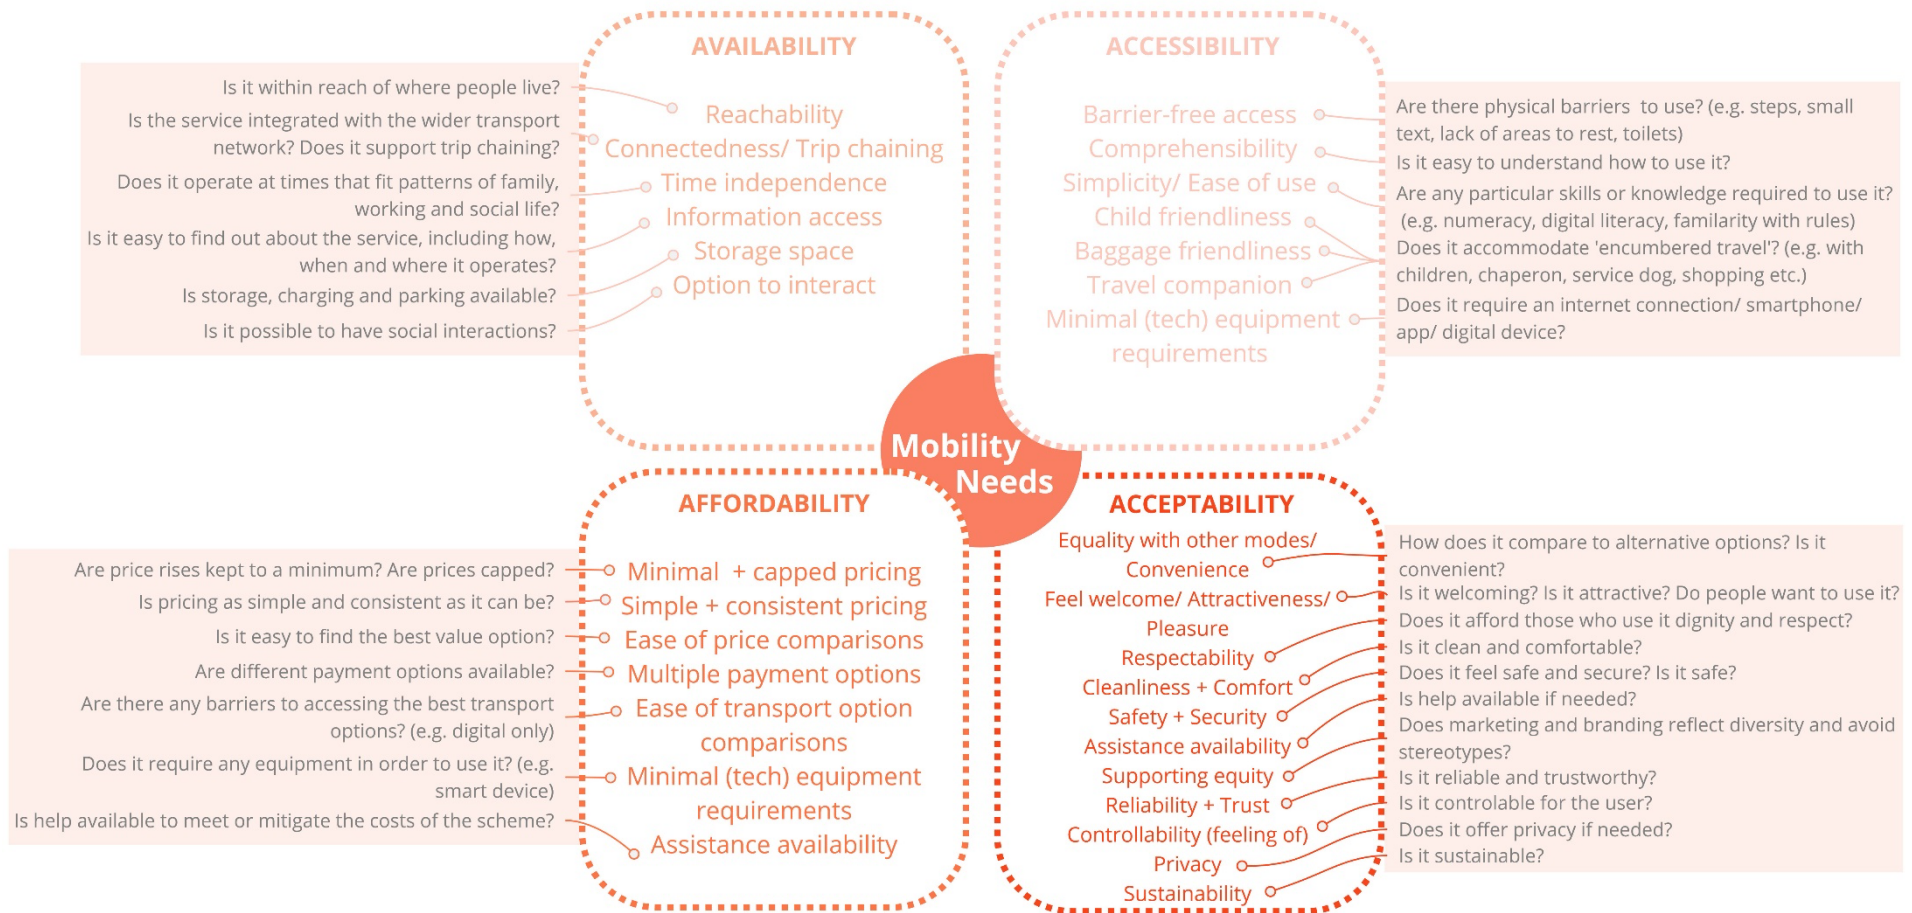 AVAILABILITY
Is it within reach of where people live?
Is the service integrated with the wider transport
network? Does it support trip chaining?
Does it operate at times that fit patterns of family,
working and social life?
Is it easy to find out about the service, including how,
when and where it operates?
Is storage, charging and parking available?
Is it possible to have social interactions?
Reachability
Connectedness/ Trip chaining
Time independence
Information access
Storage space
Option to interact
ACCESSIBILITY
Barrier-free access
Comprehensibility
Simplicity/ Ease of use
Child friendliness
Baggage friendliness
Travel companion
Minimal (tech) equipment
requirements
Are there physical barriers to use? (e.g. steps, small
text, lack of areas to rest, toilets)
Is it easy to understand how to use it?
Are any particular skills or knowledge required to use it?
(e.g. numeracy, digital literacy, familarity with rules)
Does it accommodate 'encumbered travel'? (e.g. with
children, chaperon, service dog, shopping etc.)
Does it require an internet connection/ smartphone/
app/ digital device?
Mobility
Needs
AFFORDABILITY
Are price rises kept to a minimum? Are prices capped?
Is pricing as simple and consistent as it can be?
Is it easy to find the best value option?
Are different payment options available?
Are there any barriers to accessing the best transport
options? (e.g. digital only)
Does it require any equipment in order to use it? (e.g.
smart device)
Is help available to meet or mitigate the costs of the scheme?
Minimal + capped pricing
Simple + consistent pricing
Ease of price comparisons
Multiple payment options
Ease of transport option
comparisons
Minimal (tech) equipment
requirements
Assistance availability
ACCEPTABILITY
Equality with other modes/
Convenience
Feel welcome/ Attractiveness/
Pleasure
Respectability
Cleanliness + Comfort
Safety + Security
Assistance availability
Supporting equity
Reliability + Trust
Controllability (feeling of)
Privacy
Sustainability
How does it compare to alternative options? Is it
convenient?
Is it welcoming? Is it attractive? Do people want to use it?
Does it afford those who use it dignity and respect?
Is it clean and comfortable?
Does it feel safe and secure? Is it safe?
Is help available if needed?
Does marketing and branding reflect diversity and avoid
stereotypes?
Is it reliable and trustworthy?
Is it controlable for the user?
Does it offer privacy if needed?
Is it sustainable?